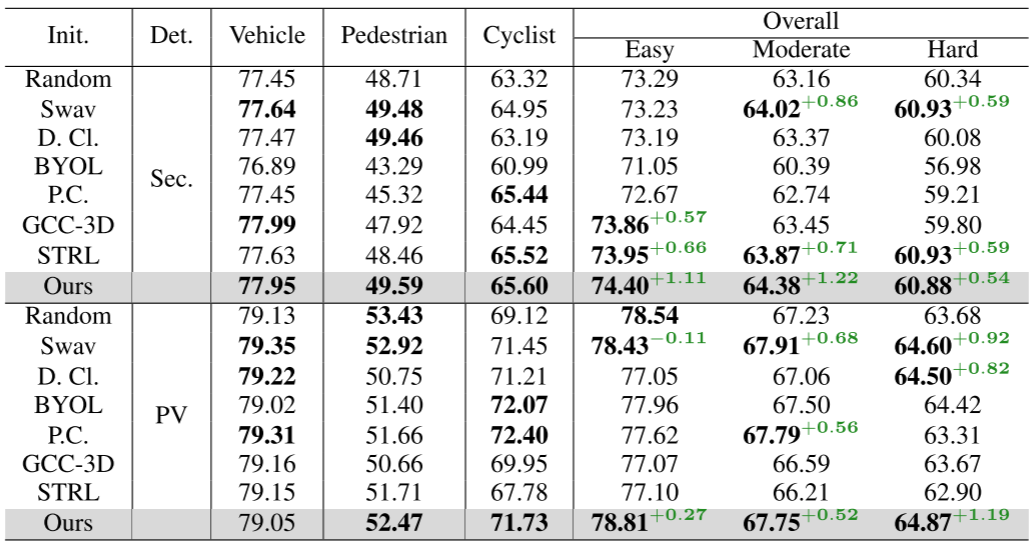 Init. Det. Vehicle Pedestrian Cyclist Overall
Easy Moderate Hard
Random 77.45 48.71 63.32 73.29 63.16 60.34
Swav 77.64 49.48 64.95 73.23 64.02+0.86 60.93+0.59
D. Cl. 77.47 49.46 63.19 73.19 63.37 60.08
BYOL 76.89 43.29 60.99 71.05 60.39 56.98
Sec.
P.C. 77.45 45.32 65.44 72.67 62.74 59.21
GCC-3D 77.99 47.92 64.45 73.86+0.57 63.45 59.80
STRL 77.63 48.46 65.52 73.95+0.66 63.87+0.71 60.93+0.59
Ours 77.95 49.59 65.60 74.40+1.11 64.38+1.22 60.88+0.54
Random 79.13 53.43 69.12 78.54 67.23 63.68
Swav 79.35 52.92 71.45 78.43−0.11 67.91+0.68 64.60+0.92
D. Cl. 79.22 50.75 71.21 77.05 67.06 64.50+0.82
BYOL 79.02 51.40 72.07 77.96 67.50 64.42
PV
P.C. 79.31 51.66 72.40 77.62 67.79+0.56 63.31
GCC-3D 79.16 50.66 69.95 77.07 66.59 63.67
STRL 79.15 51.71 67.78 77.10 66.21 62.90
Ours 79.05 52.47 71.73 78.81+0.27 67.75+0.52 64.87+1.19